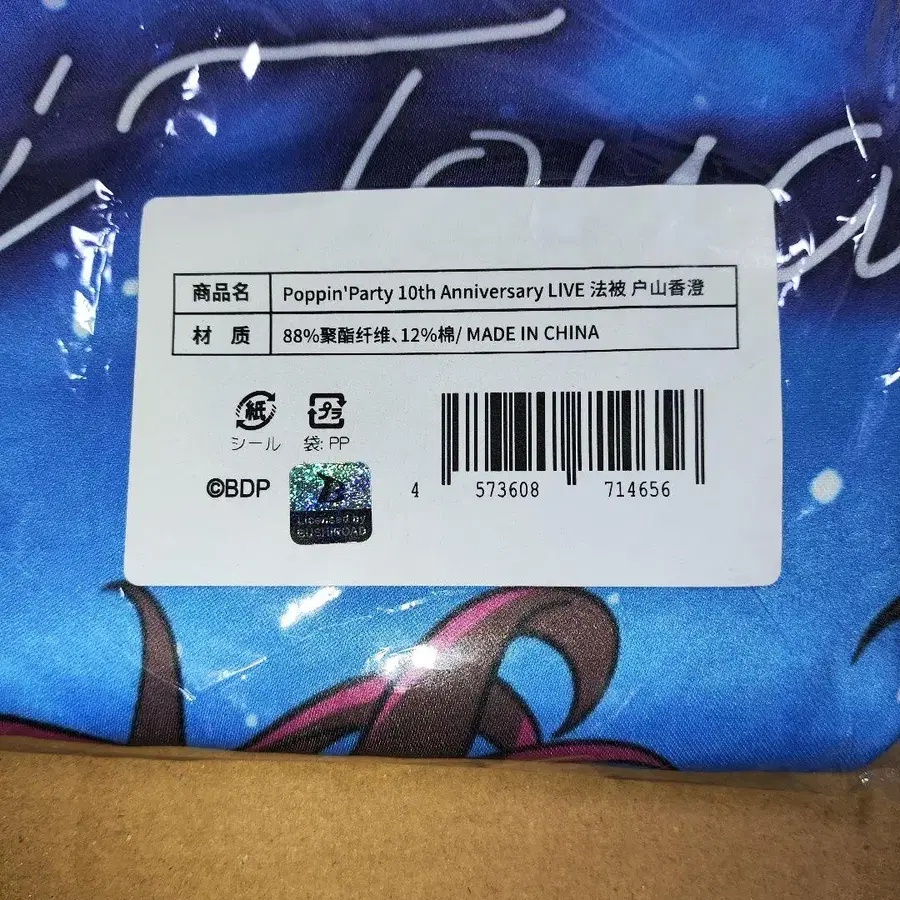 i Toya
商品名 Poppin'Party 10th Anniversary LIVE 法被 户山香澄
材 质 88%聚酯纤维、12%棉/ MADE IN CHINA
紙 プラ
シール 袋: PP
©BDP
Licensed by
BUSHIROAD
4 573608 714656